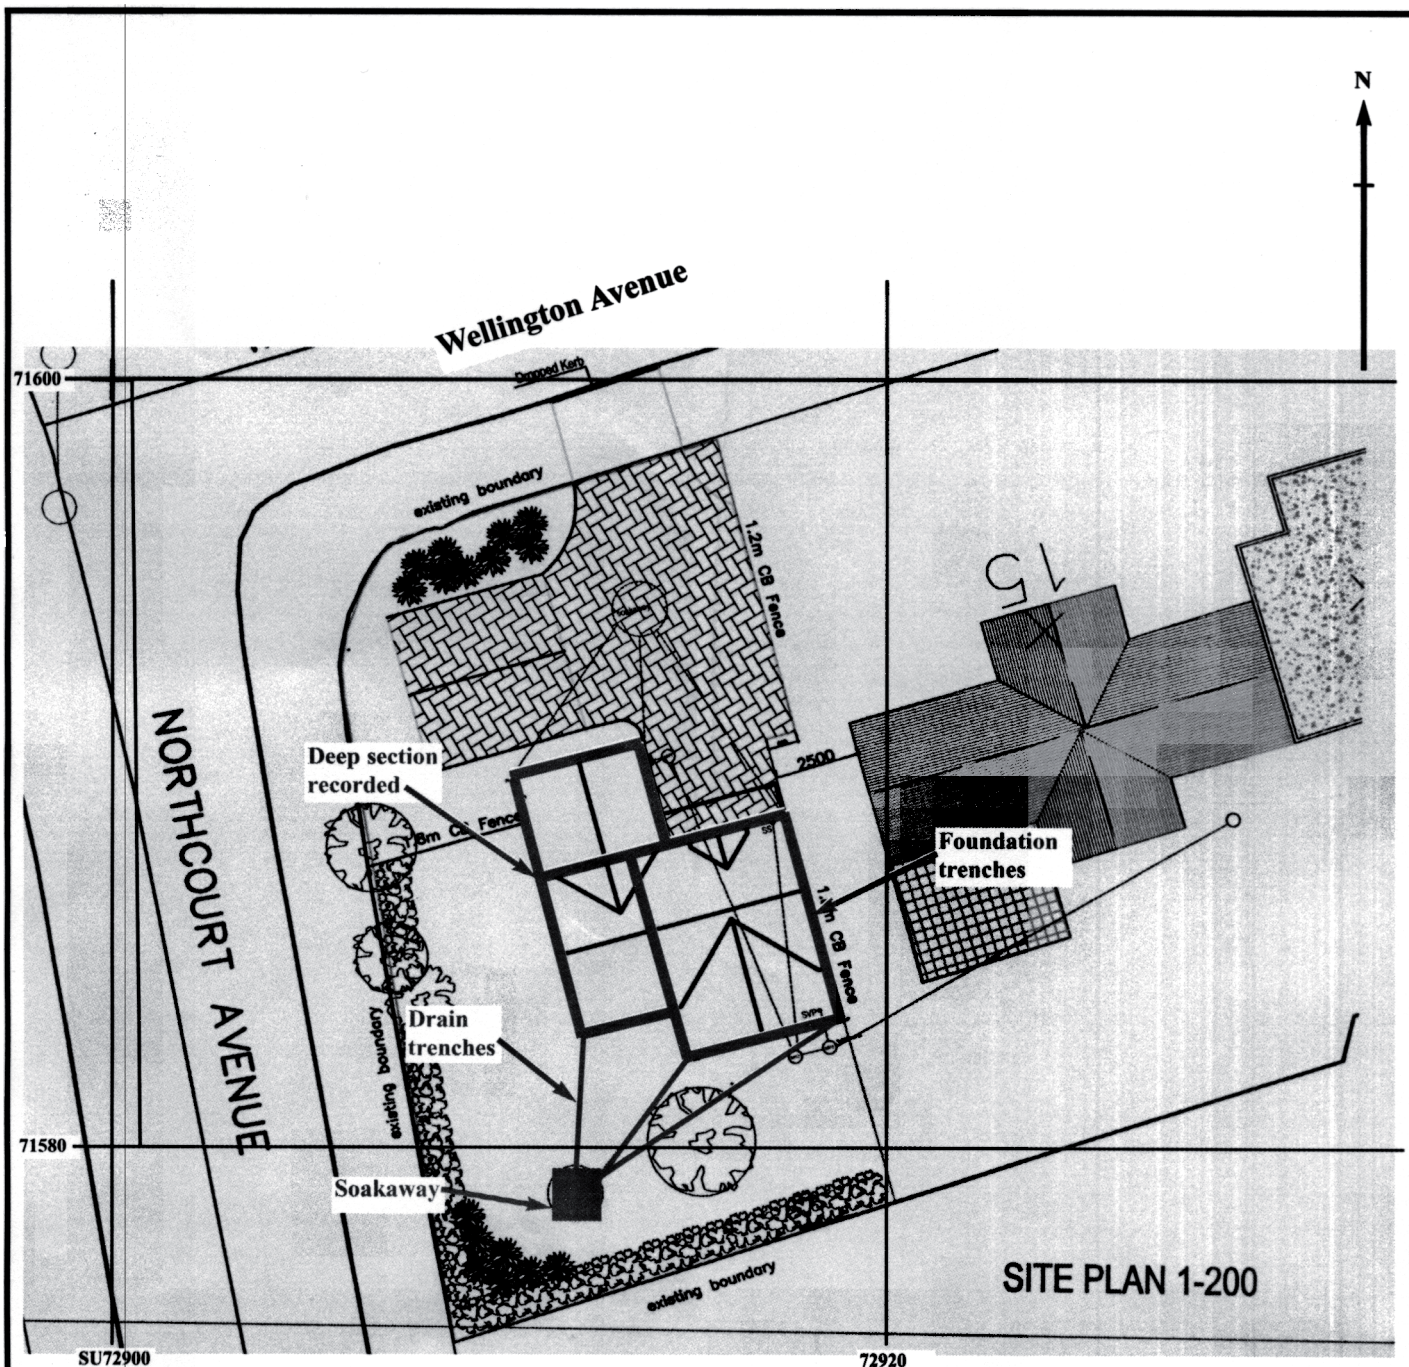 N
Wellington Avenue
Dropped Kerb
71600
existing boundary
1.2m CB Fence
15
NORTHCOURT AVENUE
Deep section
recorded
2500
8m CB Fence
SS
Foundation
trenches
CB Fence
Drain
trenches
SVP
existing boundary
71580
Soakaway
existing boundary
SITE PLAN 1-200
SU72900
72920